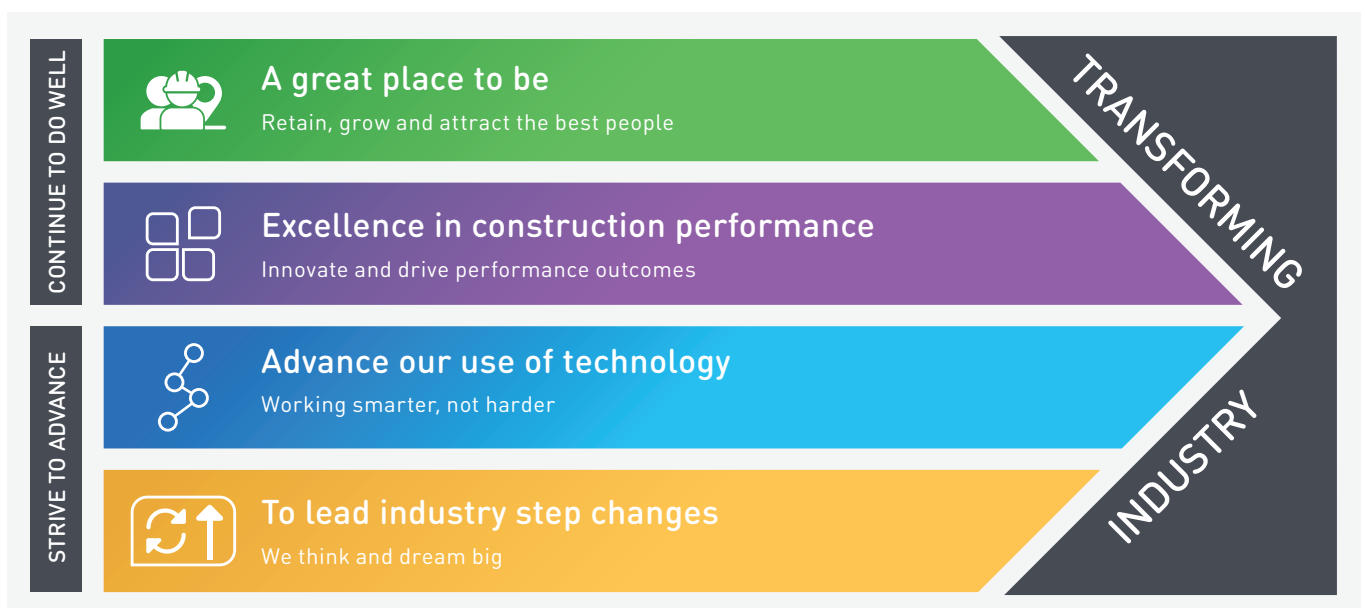 CONTINUE TO DO WELL
A great place to be
Retain, grow and attract the best people
Excellence in construction performance
Innovate and drive performance outcomes
STRIVE TO ADVANCE
Advance our use of technology
Working smarter, not harder
To lead industry step changes
We think and dream big
TRANSFORMING
INDUSTRY